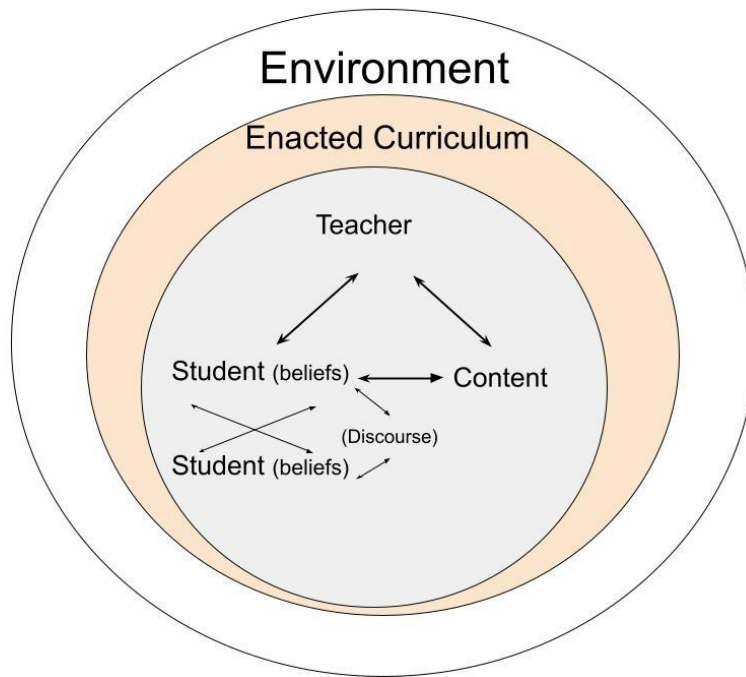 Environment
Enacted Curriculum
Teacher
Student (beliefs)
Content
(Discourse)
Student (beliefs)